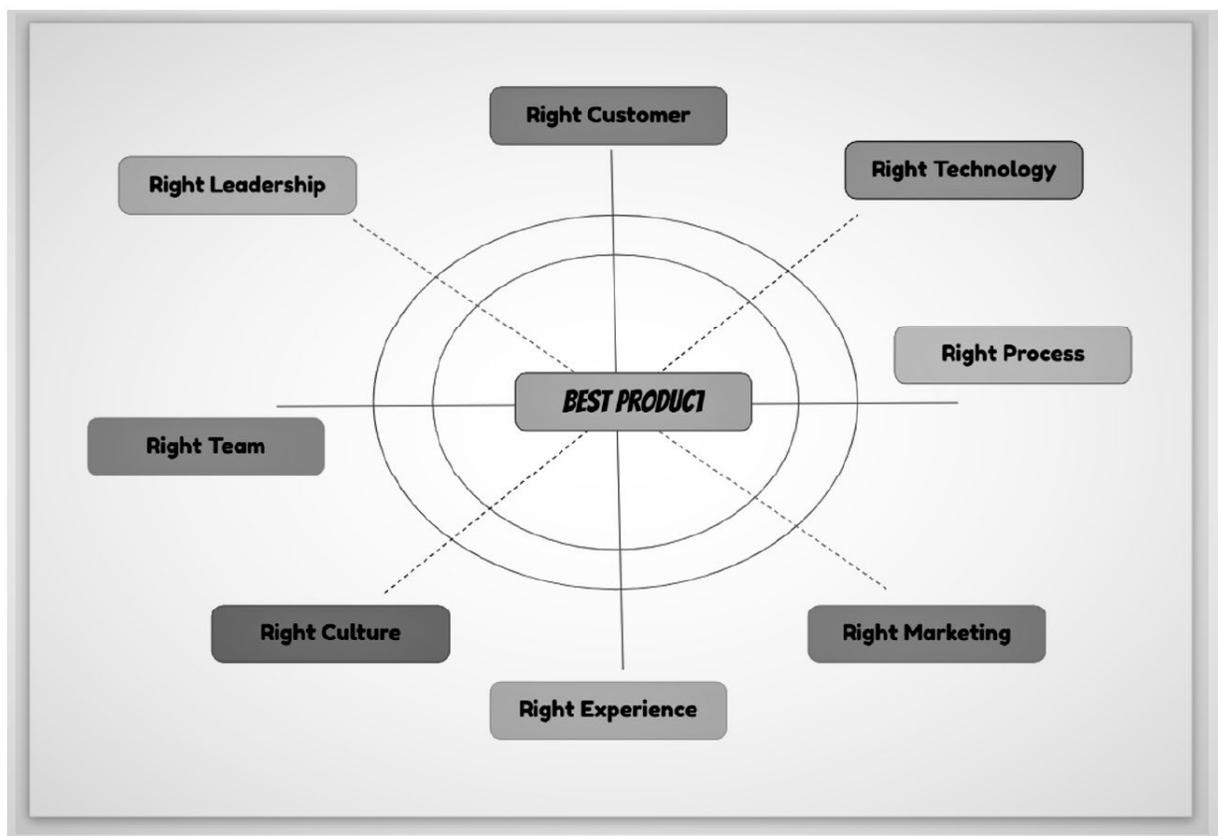 Right Customer
Right Technology
Right Leadership
Right Process
BEST PRODUCT
Right Team
Right Culture
Right Marketing
Right Experience